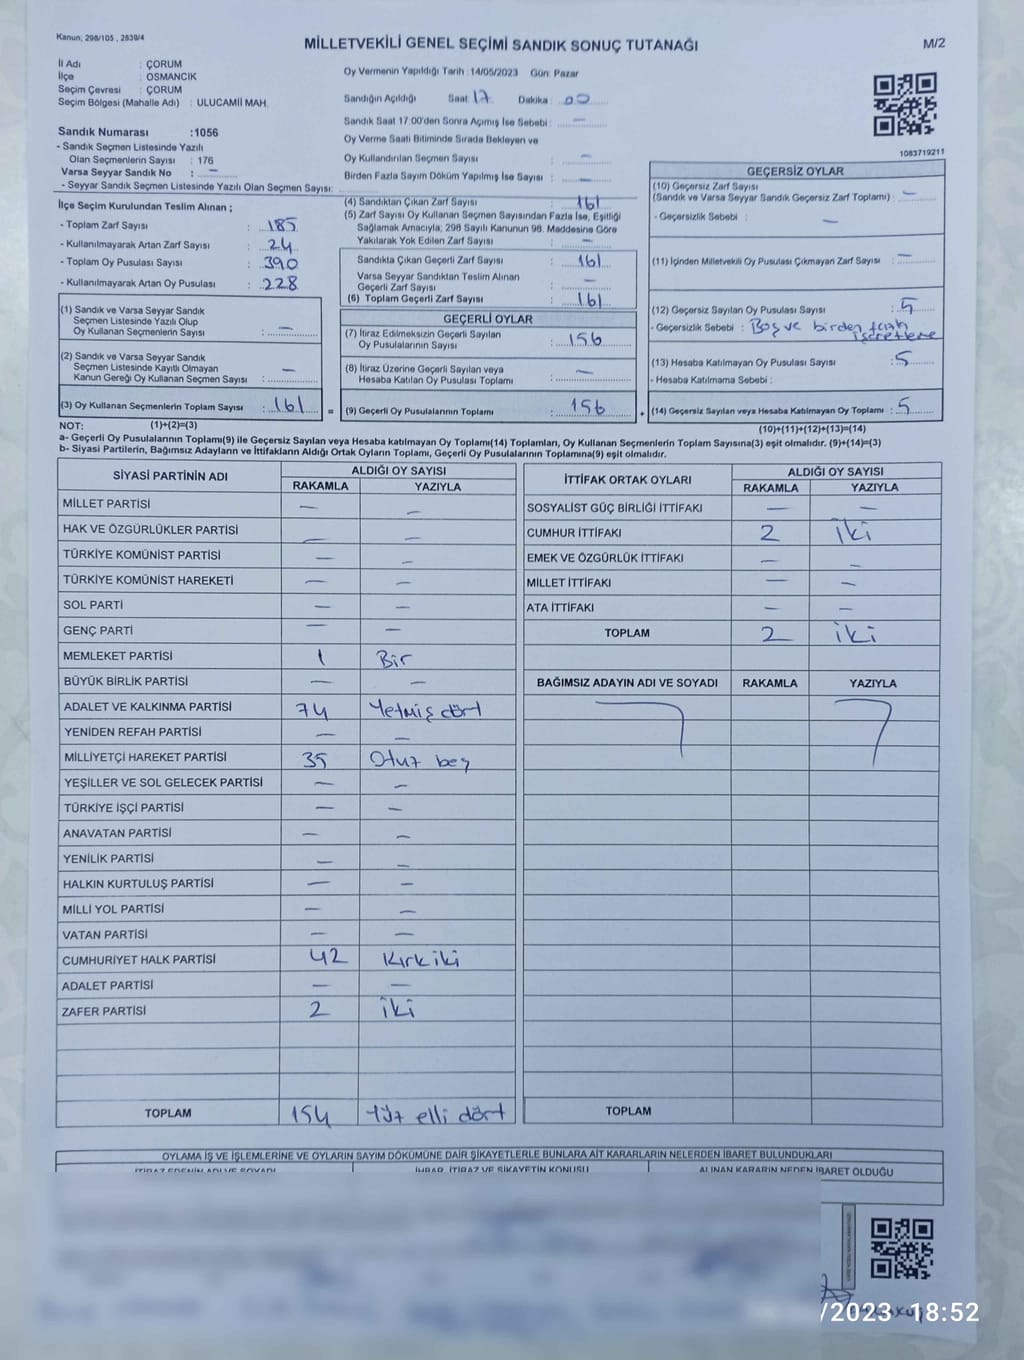 Kanun; 298/105 , 2839/4
MİLLETVEKİLİ GENEL SEÇİMİ SANDIK SONUÇ TUTANAĞI
M/2
İl Adı : ÇORUM
İlçe : OSMANCIK
Seçim Çevresi : ÇORUM
Seçim Bölgesi (Mahalle Adı) : ULUCAMİİ MAH.
Oy Vermenin Yapıldığı Tarih :14/05/2023 Gün: Pazar
Sandığın Açıldığı Saat 17 Dakika : 00
Sandık Saat 17:00'den Sonra Açımış İse Sebebi : —
Oy Verme Saati Bitiminde Sırada Bekleyen ve
Oy Kullandırılan Seçmen Sayısı : —
Birden Fazla Sayım Döküm Yapılmış İse Sayısı : —
1083719211
Sandık Numarası :1056
- Sandık Seçmen Listesinde Yazılı
Olan Seçmenlerin Sayısı : 176
Varsa Seyyar Sandık No : —
- Seyyar Sandık Seçmen Listesinde Yazılı Olan Seçmen Sayısı:
İlçe Seçim Kurulundan Teslim Alınan ;
- Toplam Zarf Sayısı : 185
- Kullanılmayarak Artan Zarf Sayısı : 24
- Toplam Oy Pusulası Sayısı : 390
- Kullanılmayarak Artan Oy Pusulası : 228
(1) Sandık ve Varsa Seyyar Sandık
Seçmen Listesinde Yazılı Olup
Oy Kullanan Seçmenlerin Sayısı : —
(2) Sandık ve Varsa Seyyar Sandık
Seçmen Listesinde Kayıtlı Olmayan
Kanun Gereği Oy Kullanan Seçmen Sayısı : —
(3) Oy Kullanan Seçmenlerin Toplam Sayısı : 161
(4) Sandıktan Çıkan Zarf Sayısı : 161
(5) Zarf Sayısı Oy Kullanan Seçmen Sayısından Fazla İse, Eşitliği
Sağlamak Amacıyla; 298 Sayılı Kanunun 98. Maddesine Göre
Yakılarak Yok Edilen Zarf Sayısı : —
Sandıkta Çıkan Geçerli Zarf Sayısı : 161
Varsa Seyyar Sandıktan Teslim Alınan
Geçerli Zarf Sayısı : —
(6) Toplam Geçerli Zarf Sayısı : 161
GEÇERLİ OYLAR
(7) İtiraz Edilmeksizin Geçerli Sayılan
Oy Pusulalarının Sayısı : 156
(8) İtiraz Üzerine Geçerli Sayılan veya
Hesaba Katılan Oy Pusulası Toplamı : —
= (9) Geçerli Oy Pusulalarının Toplamı : 156
GEÇERSİZ OYLAR
(10) Geçersiz Zarf Sayısı
(Sandık ve Varsa Seyyar Sandık Zarf Toplamı) : —
- Geçersizlik Sebebi : —
(11) İçinden Milletvekili Oy Pusulası Çıkmayan Zarf Sayısı : —
(12) Geçersiz Sayılan Oy Pusulası Sayısı : 5
- Geçersizlik Sebebi : Boş ve birden fazla
işaretleme
(13) Hesaba Katılmayan Oy Pusulası Sayısı : 5
- Hesaba Katılmama Sebebi :
+ (14) Geçersiz Sayılan veya Hesaba Katılmayan Oy Toplamı : 5
NOT: (1)+(2)=(3)
(10)+(11)+(12)+(13)=(14)
a- Geçerli Oy Pusulalarının Toplamı(9) ile Geçersiz Sayılan veya Hesaba katılmayan Oy Toplamı(14) Toplamları, Oy Kullanan Seçmenlerin Toplam Sayısına(3) eşit olmalıdır. (9)+(14)=(3)
b- Siyasi Partilerin, Bağımsız Adayların ve İttifakların Aldığı Ortak Oyların Toplamı, Geçerli Oy Pusulalarının Toplamına(9) eşit olmalıdır.
SİYASİ PARTİNİN ADI ALDIĞI OY SAYISI
RAKAMLA YAZIYLA
MİLLET PARTİSİ — —
HAK VE ÖZGÜRLÜKLER PARTİSİ — —
TÜRKİYE KOMÜNİST PARTİSİ — —
TÜRKİYE KOMÜNİST HAREKETİ — —
SOL PARTİ — —
GENÇ PARTİ — —
MEMLEKET PARTİSİ 1 Bir
BÜYÜK BİRLİK PARTİSİ — —
ADALET VE KALKINMA PARTİSİ 74 Yetmiş dört
YENİDEN REFAH PARTİSİ — —
MİLLİYETÇİ HAREKET PARTİSİ 35 Otuz beş
YEŞİLLER VE SOL GELECEK PARTİSİ — —
TÜRKİYE İŞÇİ PARTİSİ — —
ANAVATAN PARTİSİ — —
YENİLİK PARTİSİ — —
HALKIN KURTULUŞ PARTİSİ — —
MİLLİ YOL PARTİSİ — —
VATAN PARTİSİ — —
CUMHURİYET HALK PARTİSİ 42 Kırk iki
ADALET PARTİSİ — —
ZAFER PARTİSİ 2 İki
TOPLAM 154 Yüz elli dört
İTTİFAK ORTAK OYLARI ALDIĞI OY SAYISI
RAKAMLA YAZIYLA
SOSYALİST GÜÇ BİRLİĞİ İTTİFAKI — —
CUMHUR İTTİFAKI 2 İki
EMEK VE ÖZGÜRLÜK İTTİFAKI — —
MİLLET İTTİFAKI — —
ATA İTTİFAKI — —
TOPLAM 2 iki
BAĞIMSIZ ADAYIN ADI VE SOYADI RAKAMLA YAZIYLA
TOPLAM
OYLAMA İŞ VE İŞLEMLERİNE VE OYLARIN SAYIM DÖKÜMÜNE DAİR ŞİKAYETLERLE BUNLARA AİT KARARLARIN NELERDEN İBARET BULUNDUKLARI
İTİRAZ EDENİN ADI VE SOYADI İHBAR, İTİRAZ VE ŞİKAYETİN KONUSU ALINAN KARARIN NEDEN İBARET OLDUĞU
/2023 18:52